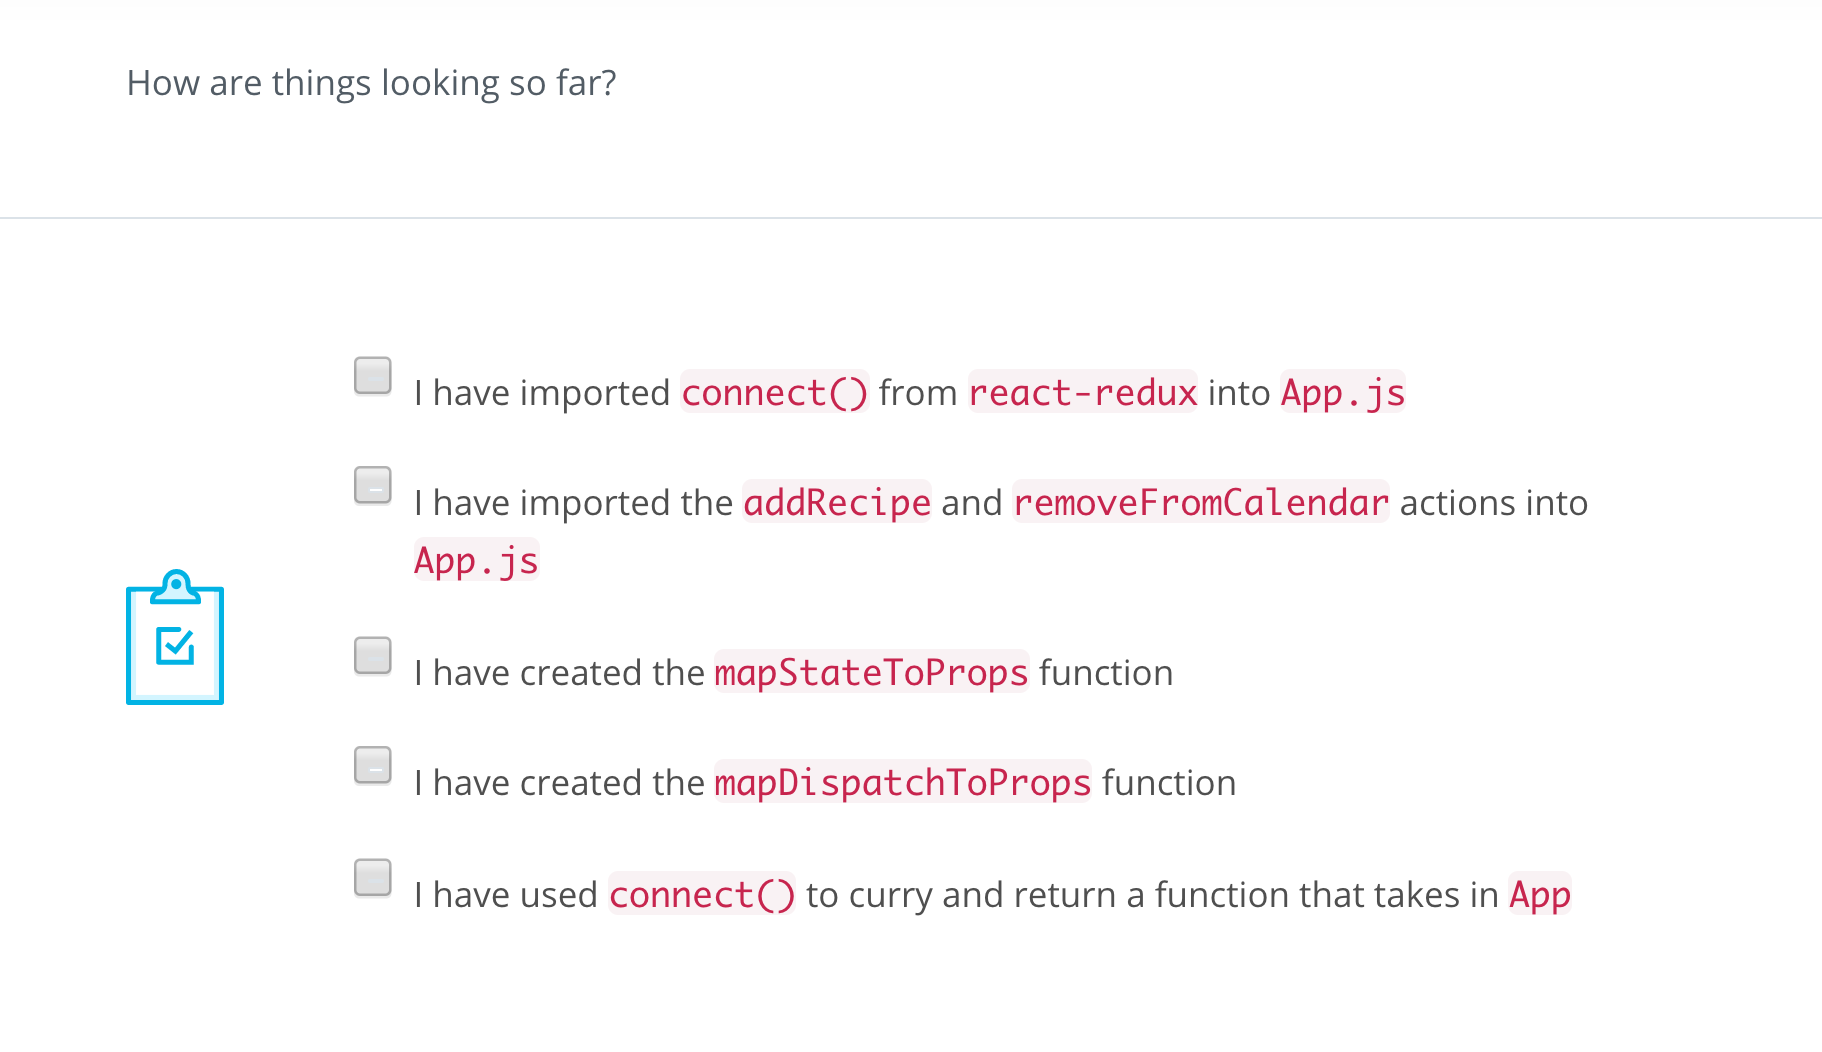 How are things looking so far?
I have imported connect() from react-redux into App.js
I have imported the addRecipe and removeFromCalendar actions into
App.js
I have created the mapStateToProps function
I have created the mapDispatchToProps function
I have used connect() to curry and return a function that takes in App